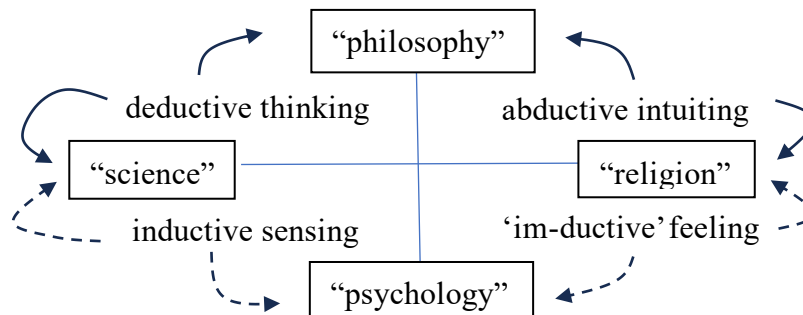 “philosophy”
deductive thinking
abductive intuiting
“science”
“religion”
inductive sensing
‘im-ductive’ feeling
“psychology”